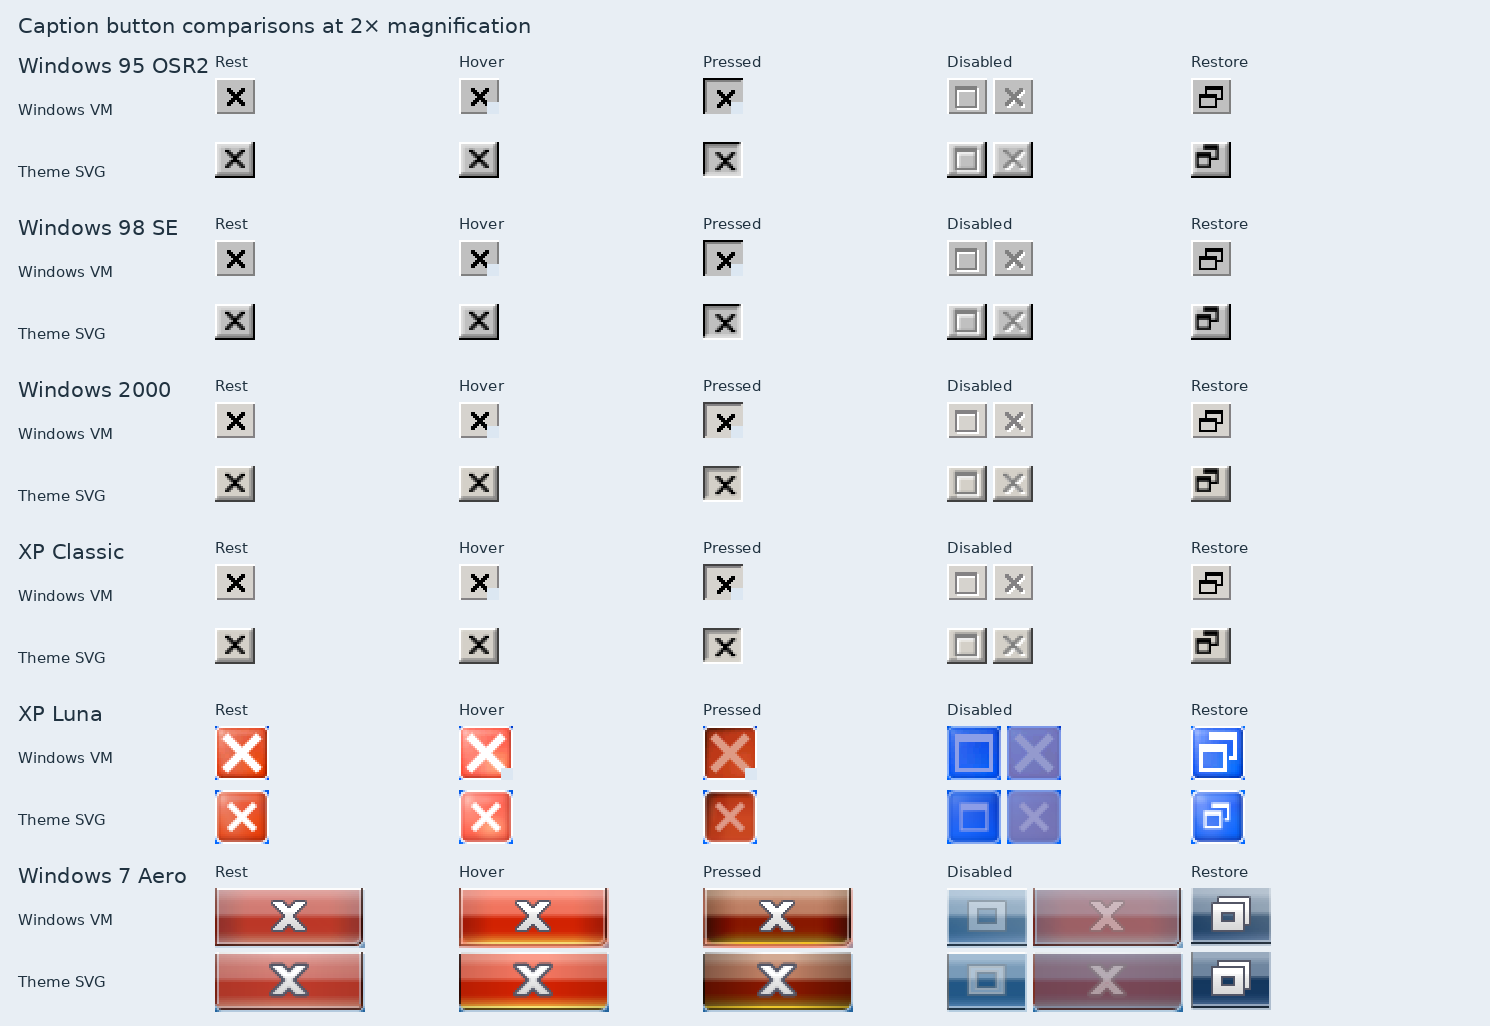 Caption button comparisons at 2× magnification
Windows 95 OSR2 Rest Hover Pressed Disabled Restore
Windows VM
Theme SVG
Windows 98 SE Rest Hover Pressed Disabled Restore
Windows VM
Theme SVG
Windows 2000 Rest Hover Pressed Disabled Restore
Windows VM
Theme SVG
XP Classic Rest Hover Pressed Disabled Restore
Windows VM
Theme SVG
XP Luna Rest Hover Pressed Disabled Restore
Windows VM
Theme SVG
Windows 7 Aero Rest Hover Pressed Disabled Restore
Windows VM
Theme SVG